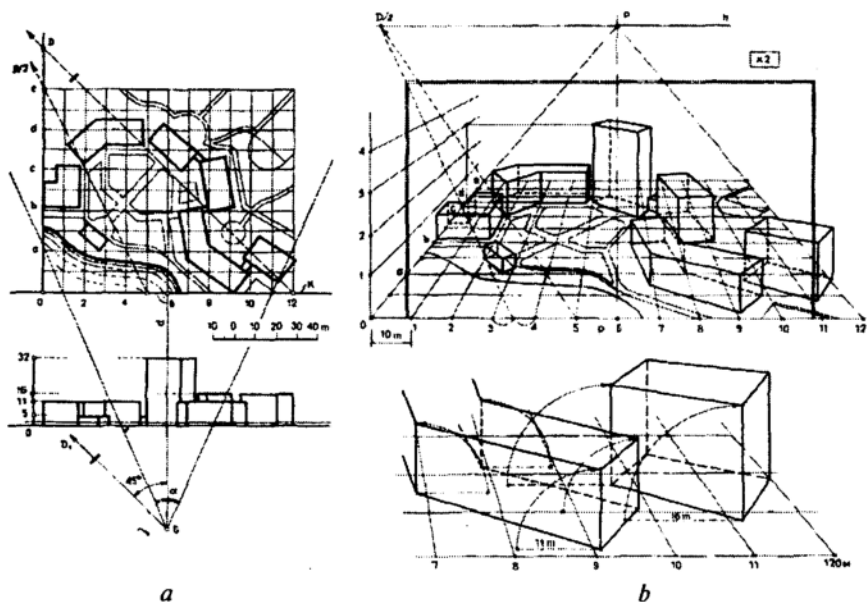 D
D/2
e
d
c
b
a
0 2 4 6 8 10 12 K
d
10 0 10 20 30 40 m
32
16
11
5
0
D₁
45°
α
a
D/2 P h
×2
4
3
2
1
b
a
0 1 2 3 4 5 6 7 8 9 10 11 12
10 m
16 m
11 m
7 8 9 10 11 120 м
b